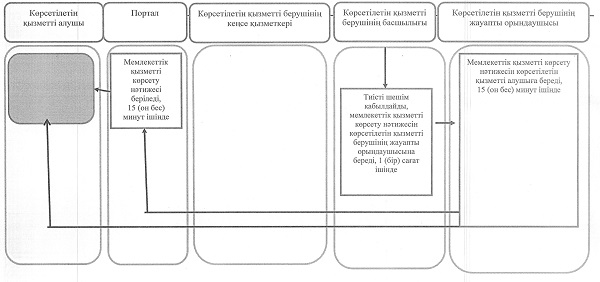 Көрсетілетін
қызметті алушы
Портал
Көрсетілетін қызметті берушінің
кеңсе қызметкері
Көрсетілетін қызметті
берушінің басшылығы
Көрсетілетін қызметті берушінің
жауапты орындаушысы
Мемлекеттік
қызметті
көрсету
нәтижесі
беріледі,
15 (он бес)
минут ішінде
Тиісті шешім
қабылдайды,
мемлекеттік қызметті
көрсету нәтижесін
көрсетілетін қызметті
берушінің жауапты
орындаушысына
береді, 1 (бір) сағат
ішінде
Мемлекеттік қызметті көрсету
нәтижесін көрсетілетін
қызметті алушыға береді,
15 (он бес) минут ішінде